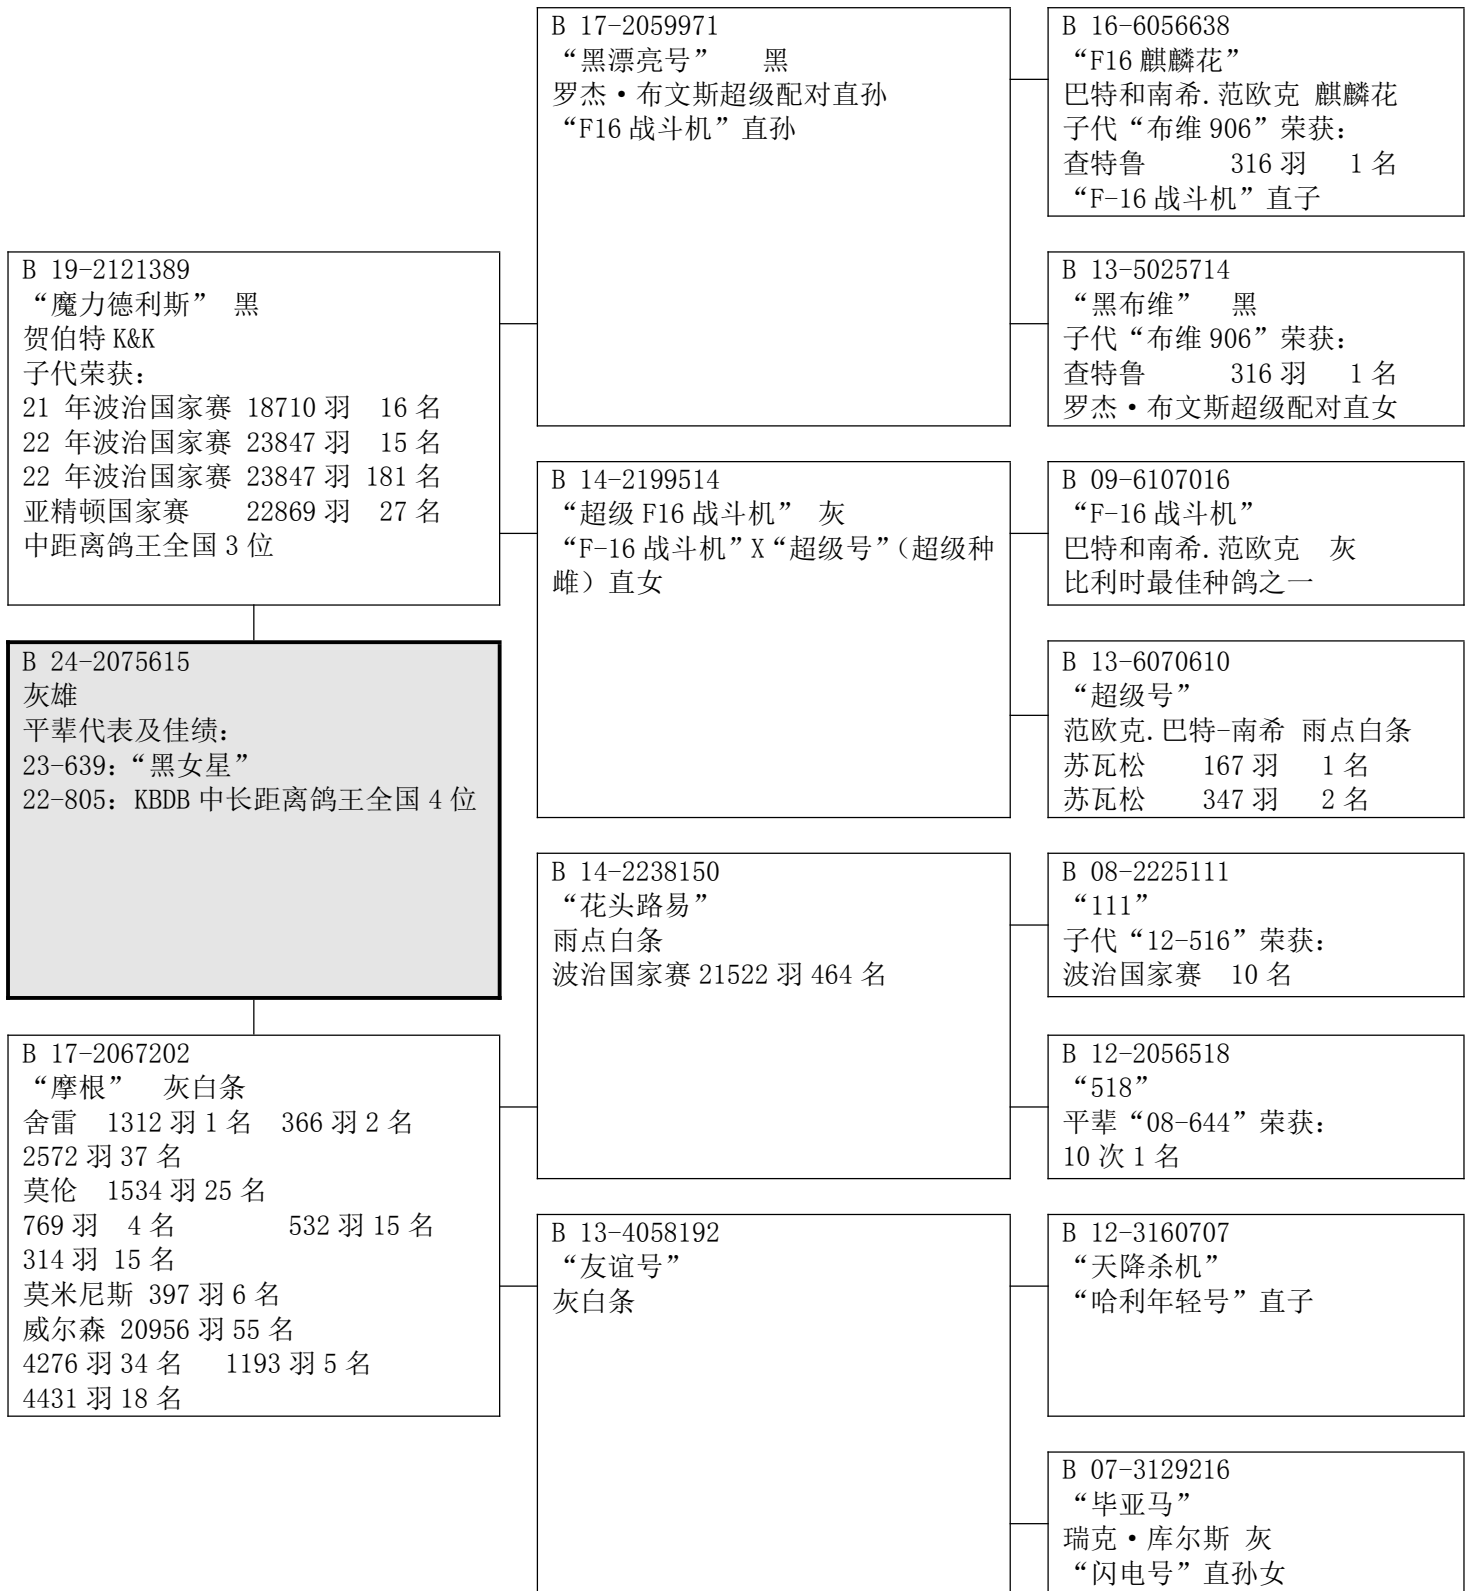 B 19-2121389
“魔力德利斯” 黑
贺伯特 K&K
子代荣获：
21 年波治国家赛 18710 羽 16 名
22 年波治国家赛 23847 羽 15 名
22 年波治国家赛 23847 羽 181 名
亚精顿国家赛 22869 羽 27 名
中距离鸽王全国 3 位
B 24-2075615
灰雄
平辈代表及佳绩：
23-639：“黑女星”
22-805：KBDB 中长距离鸽王全国 4 位
B 17-2067202
“摩根” 灰白条
舍雷 1312 羽 1 名 366 羽 2 名
2572 羽 37 名
莫伦 1534 羽 25 名
769 羽 4 名 532 羽 15 名
314 羽 15 名
莫米尼斯 397 羽 6 名
威尔森 20956 羽 55 名
4276 羽 34 名 1193 羽 5 名
4431 羽 18 名
B 17-2059971
“黑漂亮号” 黑
罗杰·布文斯超级配对直孙
“F16 战斗机”直孙
B 14-2199514
“超级 F16 战斗机” 灰
“F-16 战斗机”X“超级号”（超级种
雌）直女
B 14-2238150
“花头路易”
雨点白条
波治国家赛 21522 羽 464 名
B 13-4058192
“友谊号”
灰白条
B 16-6056638
“F16 麒麟花”
巴特和南希.范欧克 麒麟花
子代“布维 906”荣获：
查特鲁 316 羽 1 名
“F-16 战斗机”直子
B 13-5025714
“黑布维” 黑
子代“布维 906”荣获：
查特鲁 316 羽 1 名
罗杰·布文斯超级配对直女
B 09-6107016
“F-16 战斗机”
巴特和南希.范欧克 灰
比利时最佳种鸽之一
B 13-6070610
“超级号”
范欧克.巴特-南希 雨点白条
苏瓦松 167 羽 1 名
苏瓦松 347 羽 2 名
B 08-2225111
“111”
子代“12-516”荣获：
波治国家赛 10 名
B 12-2056518
“518”
平辈“08-644”荣获：
10 次 1 名
B 12-3160707
“天降杀机”
“哈利年轻号”直子
B 07-3129216
“毕亚马”
瑞克·库尔斯 灰
“闪电号”直孙女